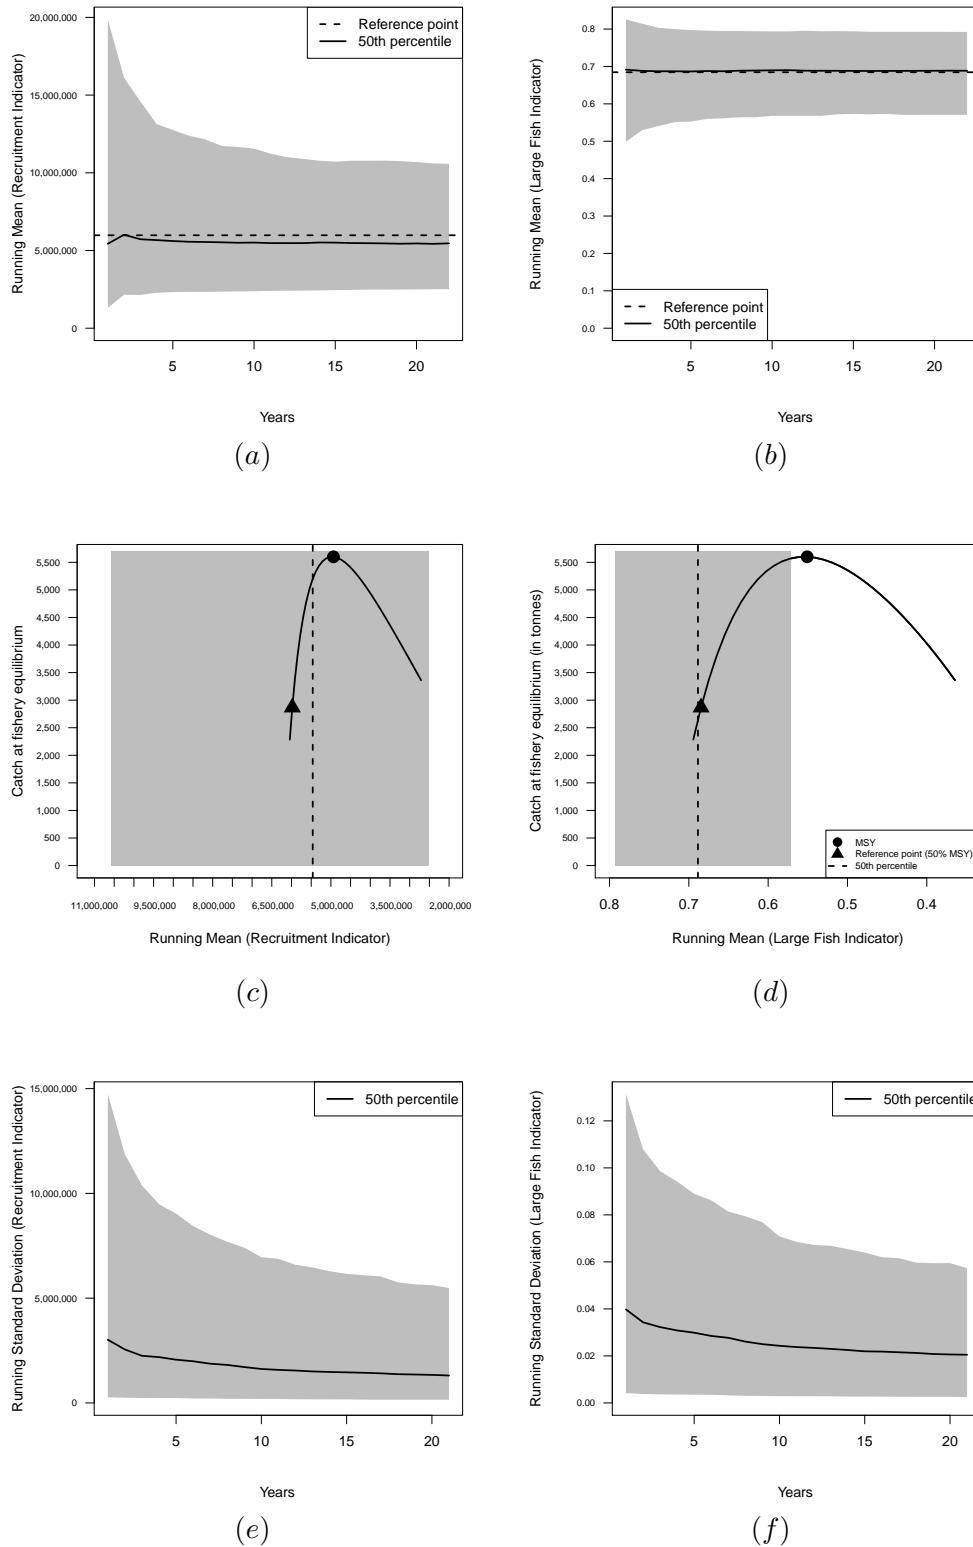 Running Mean (Recruitment Indicator)
20,000,000
15,000,000
10,000,000
5,000,000
0
Reference point
50th percentile
5
10
15
20
Years
(a)
Running Mean (Large Fish Indicator)
0.8
0.7
0.6
0.5
0.4
0.3
0.2
0.1
0.0
Reference point
50th percentile
5
10
15
20
Years
(b)
Catch at fishery equilibrium
5,500
5,000
4,500
4,000
3,500
3,000
2,500
2,000
1,500
1,000
500
0
11,000,000
9,500,000
8,000,000
6,500,000
5,000,000
3,500,000
2,000,000
Running Mean (Recruitment Indicator)
(c)
Catch at fishery equilibrium (in tonnes)
5,500
5,000
4,500
4,000
3,500
3,000
2,500
2,000
1,500
1,000
500
0
MSY
Reference point (50% MSY)
50th percentile
0.8
0.7
0.6
0.5
0.4
Running Mean (Large Fish Indicator)
(d)
Running Standard Deviation (Recruitment Indicator)
15,000,000
10,000,000
5,000,000
0
50th percentile
5
10
15
20
Years
(e)
Running Standard Deviation (Large Fish Indicator)
0.12
0.10
0.08
0.06
0.04
0.02
0.00
50th percentile
5
10
15
20
Years
(f)